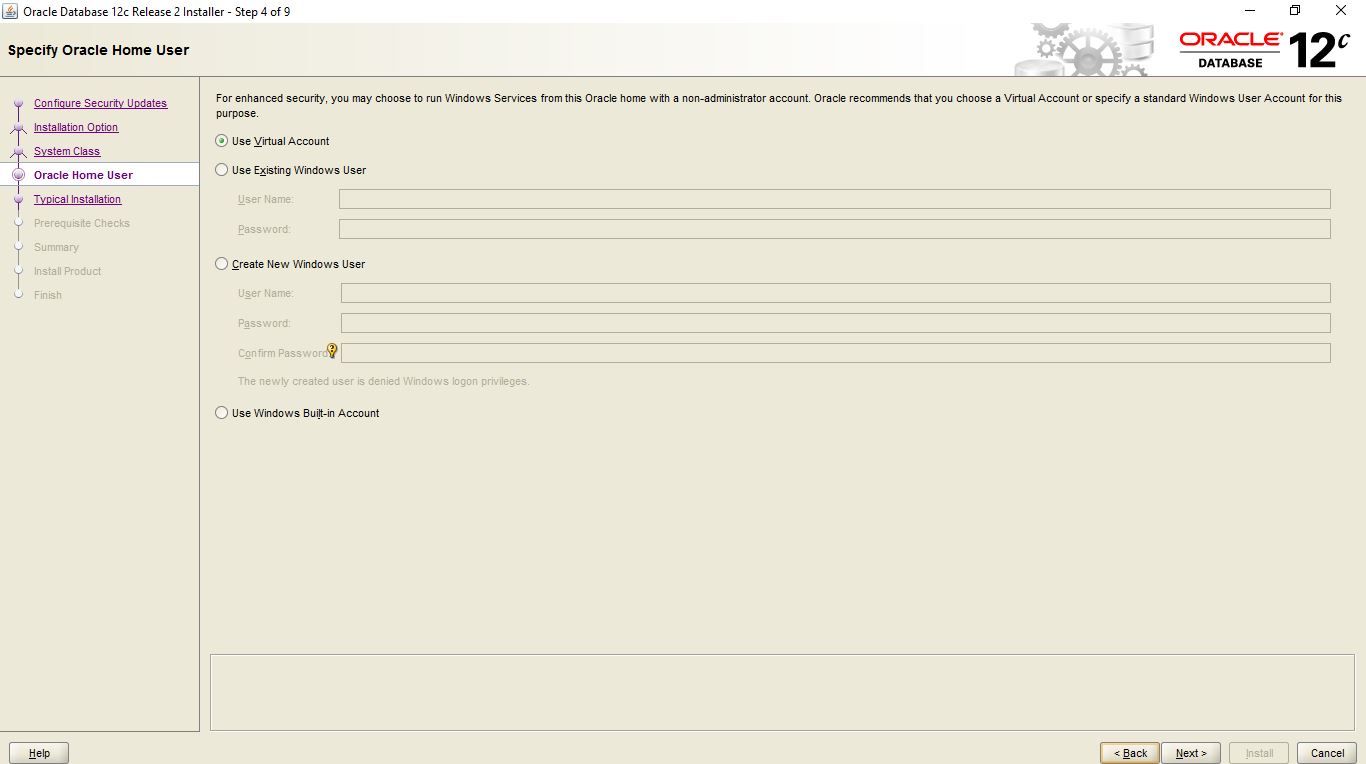 Oracle Database 12c Release 2 Installer - Step 4 of 9
Specify Oracle Home User
ORACLE
DATABASE
12c
Configure Security Updates
Installation Option
System Class
Oracle Home User
Typical Installation
Prerequisite Checks
Summary
Install Product
Finish
For enhanced security, you may choose to run Windows Services from this Oracle home with a non-administrator account. Oracle recommends that you choose a Virtual Account or specify a standard Windows User Account for this
purpose.
Use Virtual Account
Use Existing Windows User
User Name:
Password:
Create New Windows User
User Name:
Password:
Confirm Password
The newly created user is denied Windows logon privileges.
Use Windows Built-in Account
Help
< Back
Next >
Install
Cancel